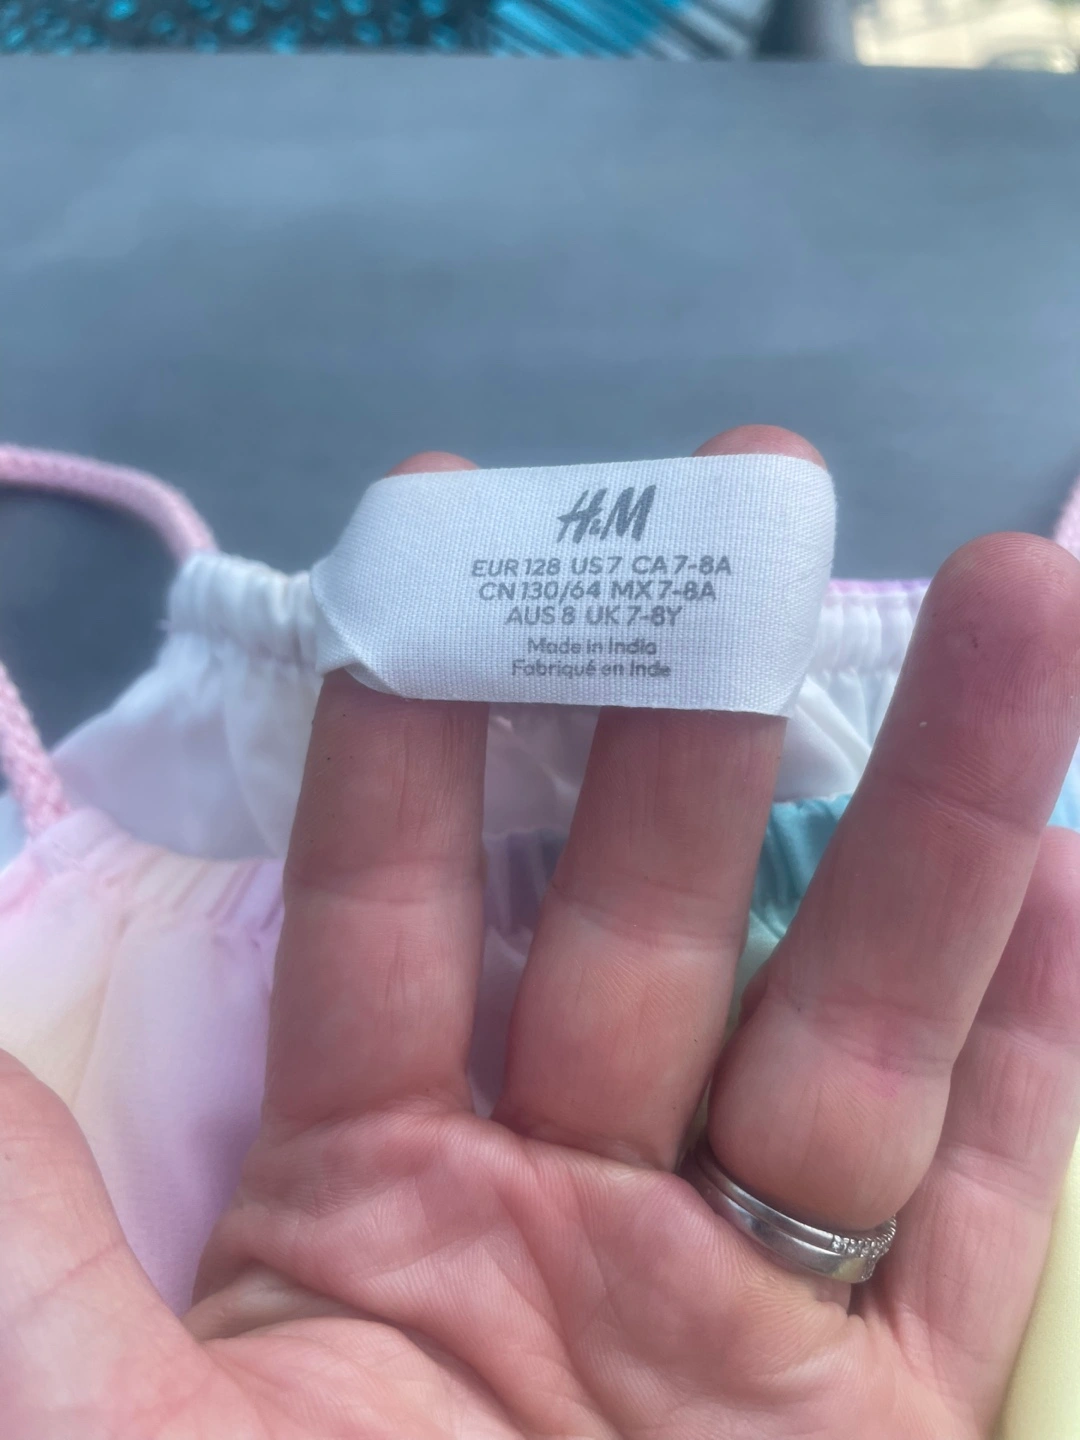 H&M
EUR 128 US 7 CA 7-8A
CN 130/64 MX 7-8A
AUS 8 UK 7-8Y
Made in India
Fabriqué en Inde